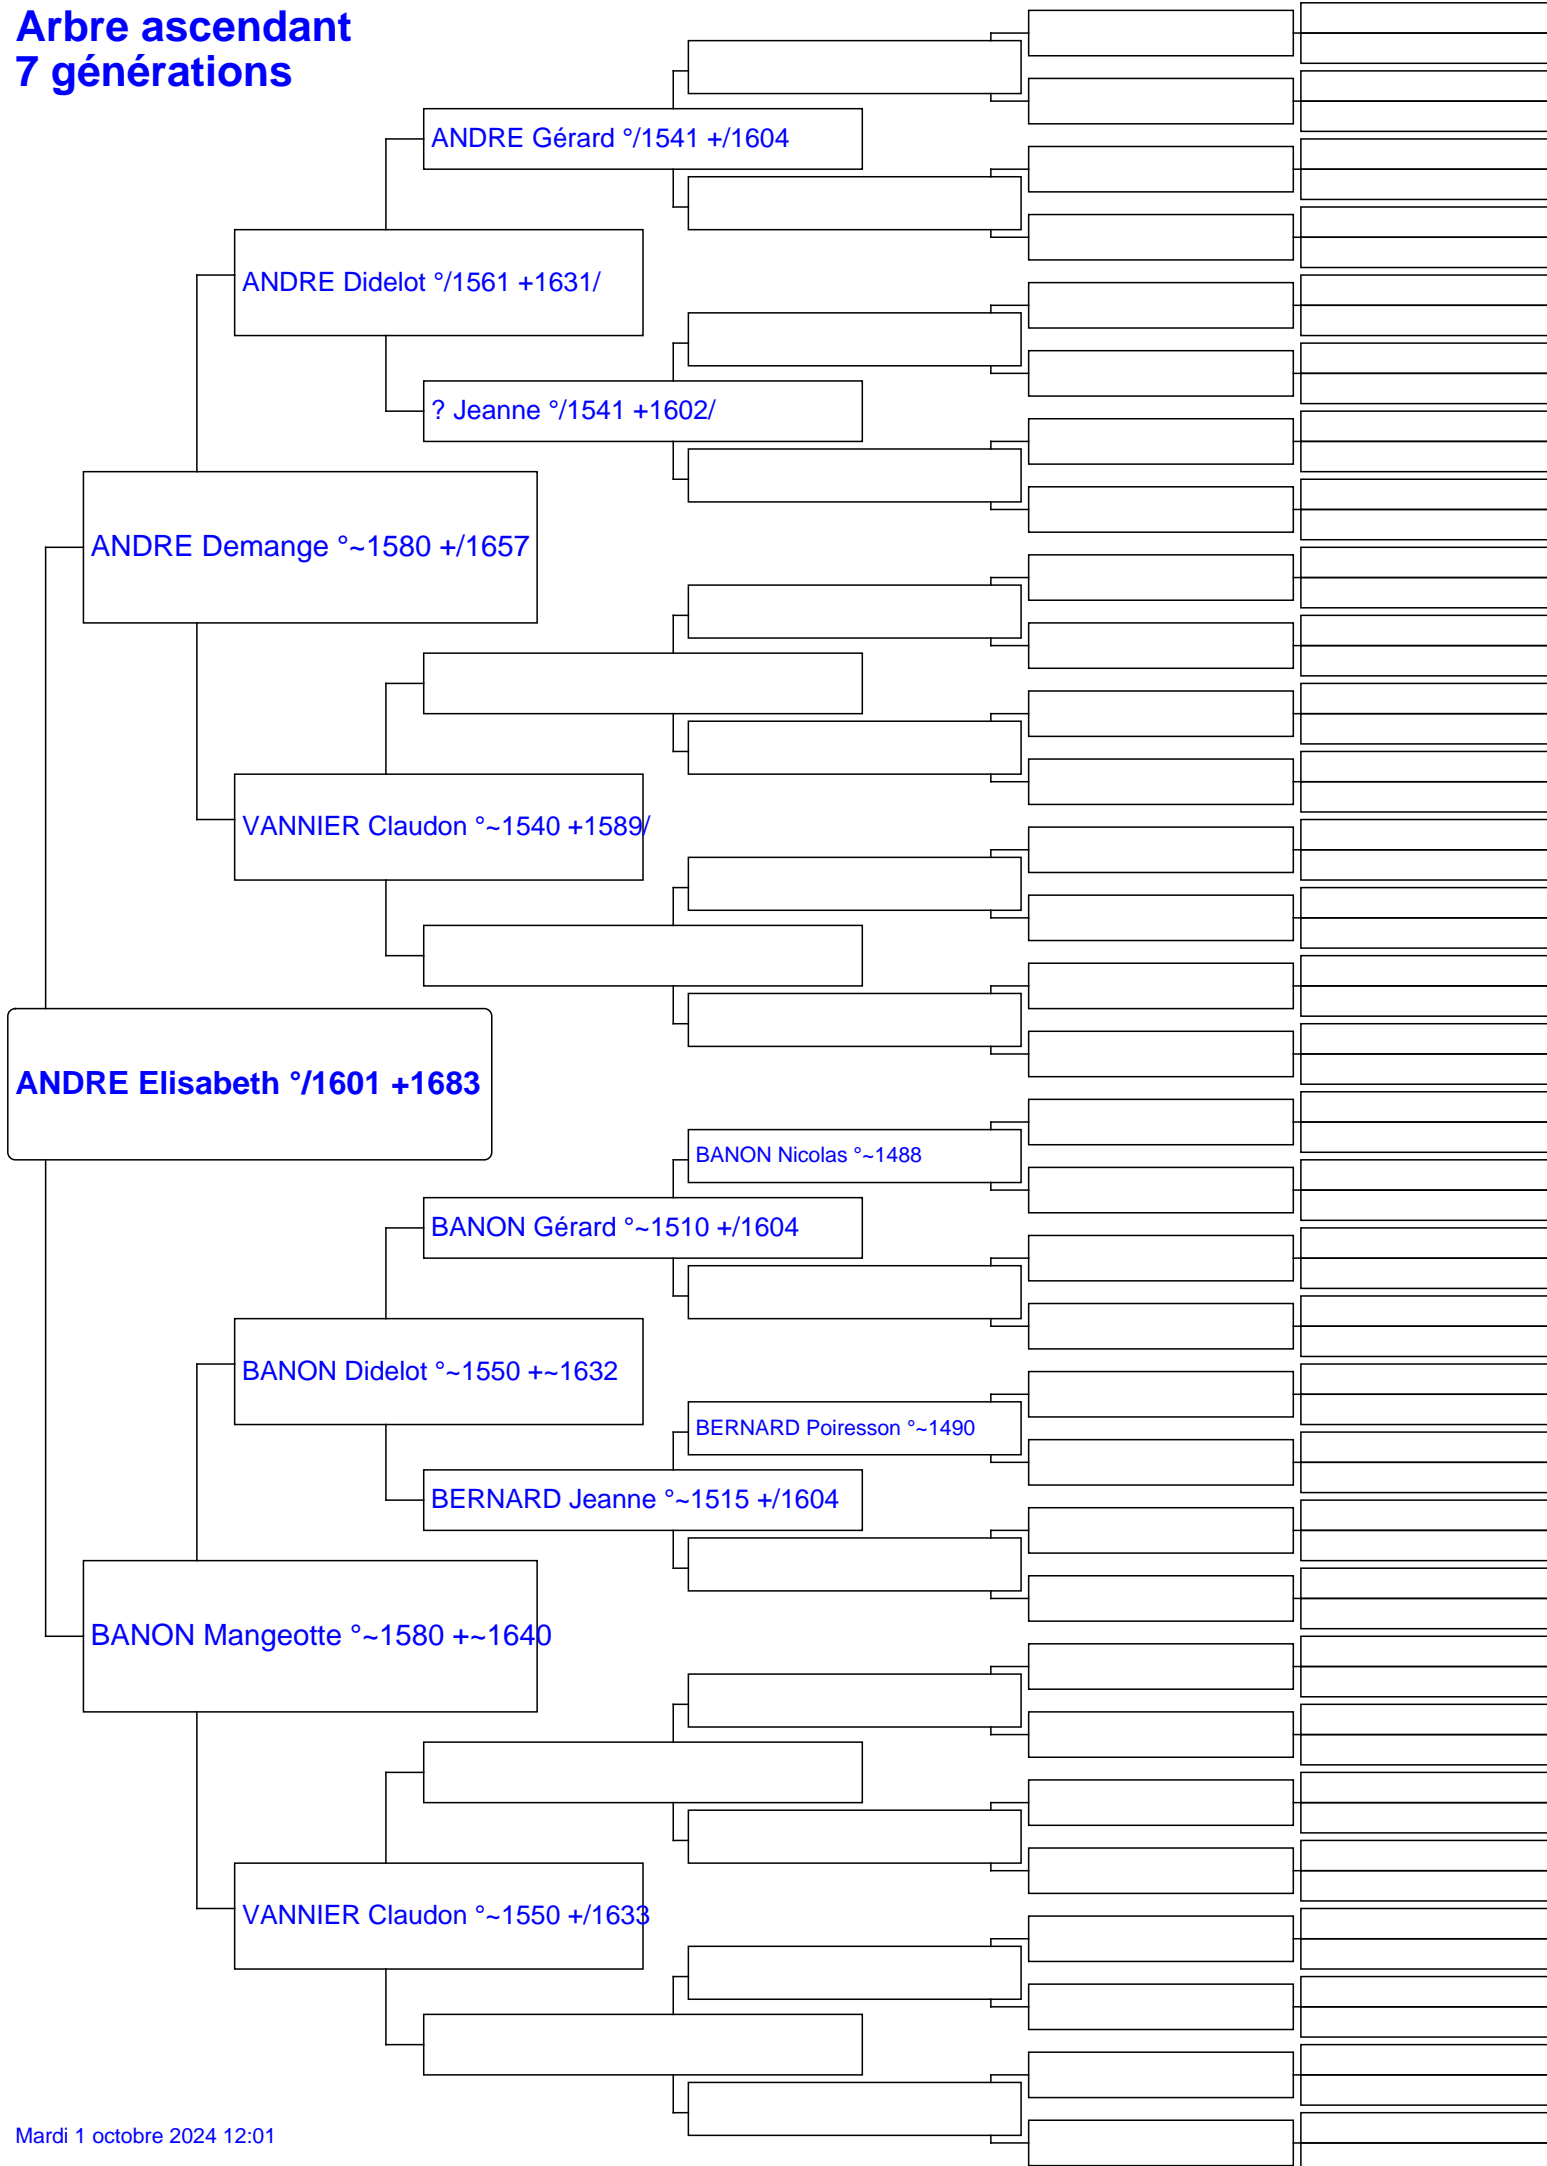 Arbre ascendant
7 générations
ANDRE Gérard °/1541 +/1604
ANDRE Didelot °/1561 +1631/
? Jeanne °/1541 +1602/
ANDRE Demange °~1580 +/1657
VANNIER Claudon °~1540 +1589/
ANDRE Elisabeth °/1601 +1683
BANON Nicolas °~1488
BANON Gérard °~1510 +/1604
BANON Didelot °~1550 +~1632
BERNARD Poiresson °~1490
BERNARD Jeanne °~1515 +/1604
BANON Mangeotte °~1580 +~1640
VANNIER Claudon °~1550 +/1633
Mardi 1 octobre 2024 12:01